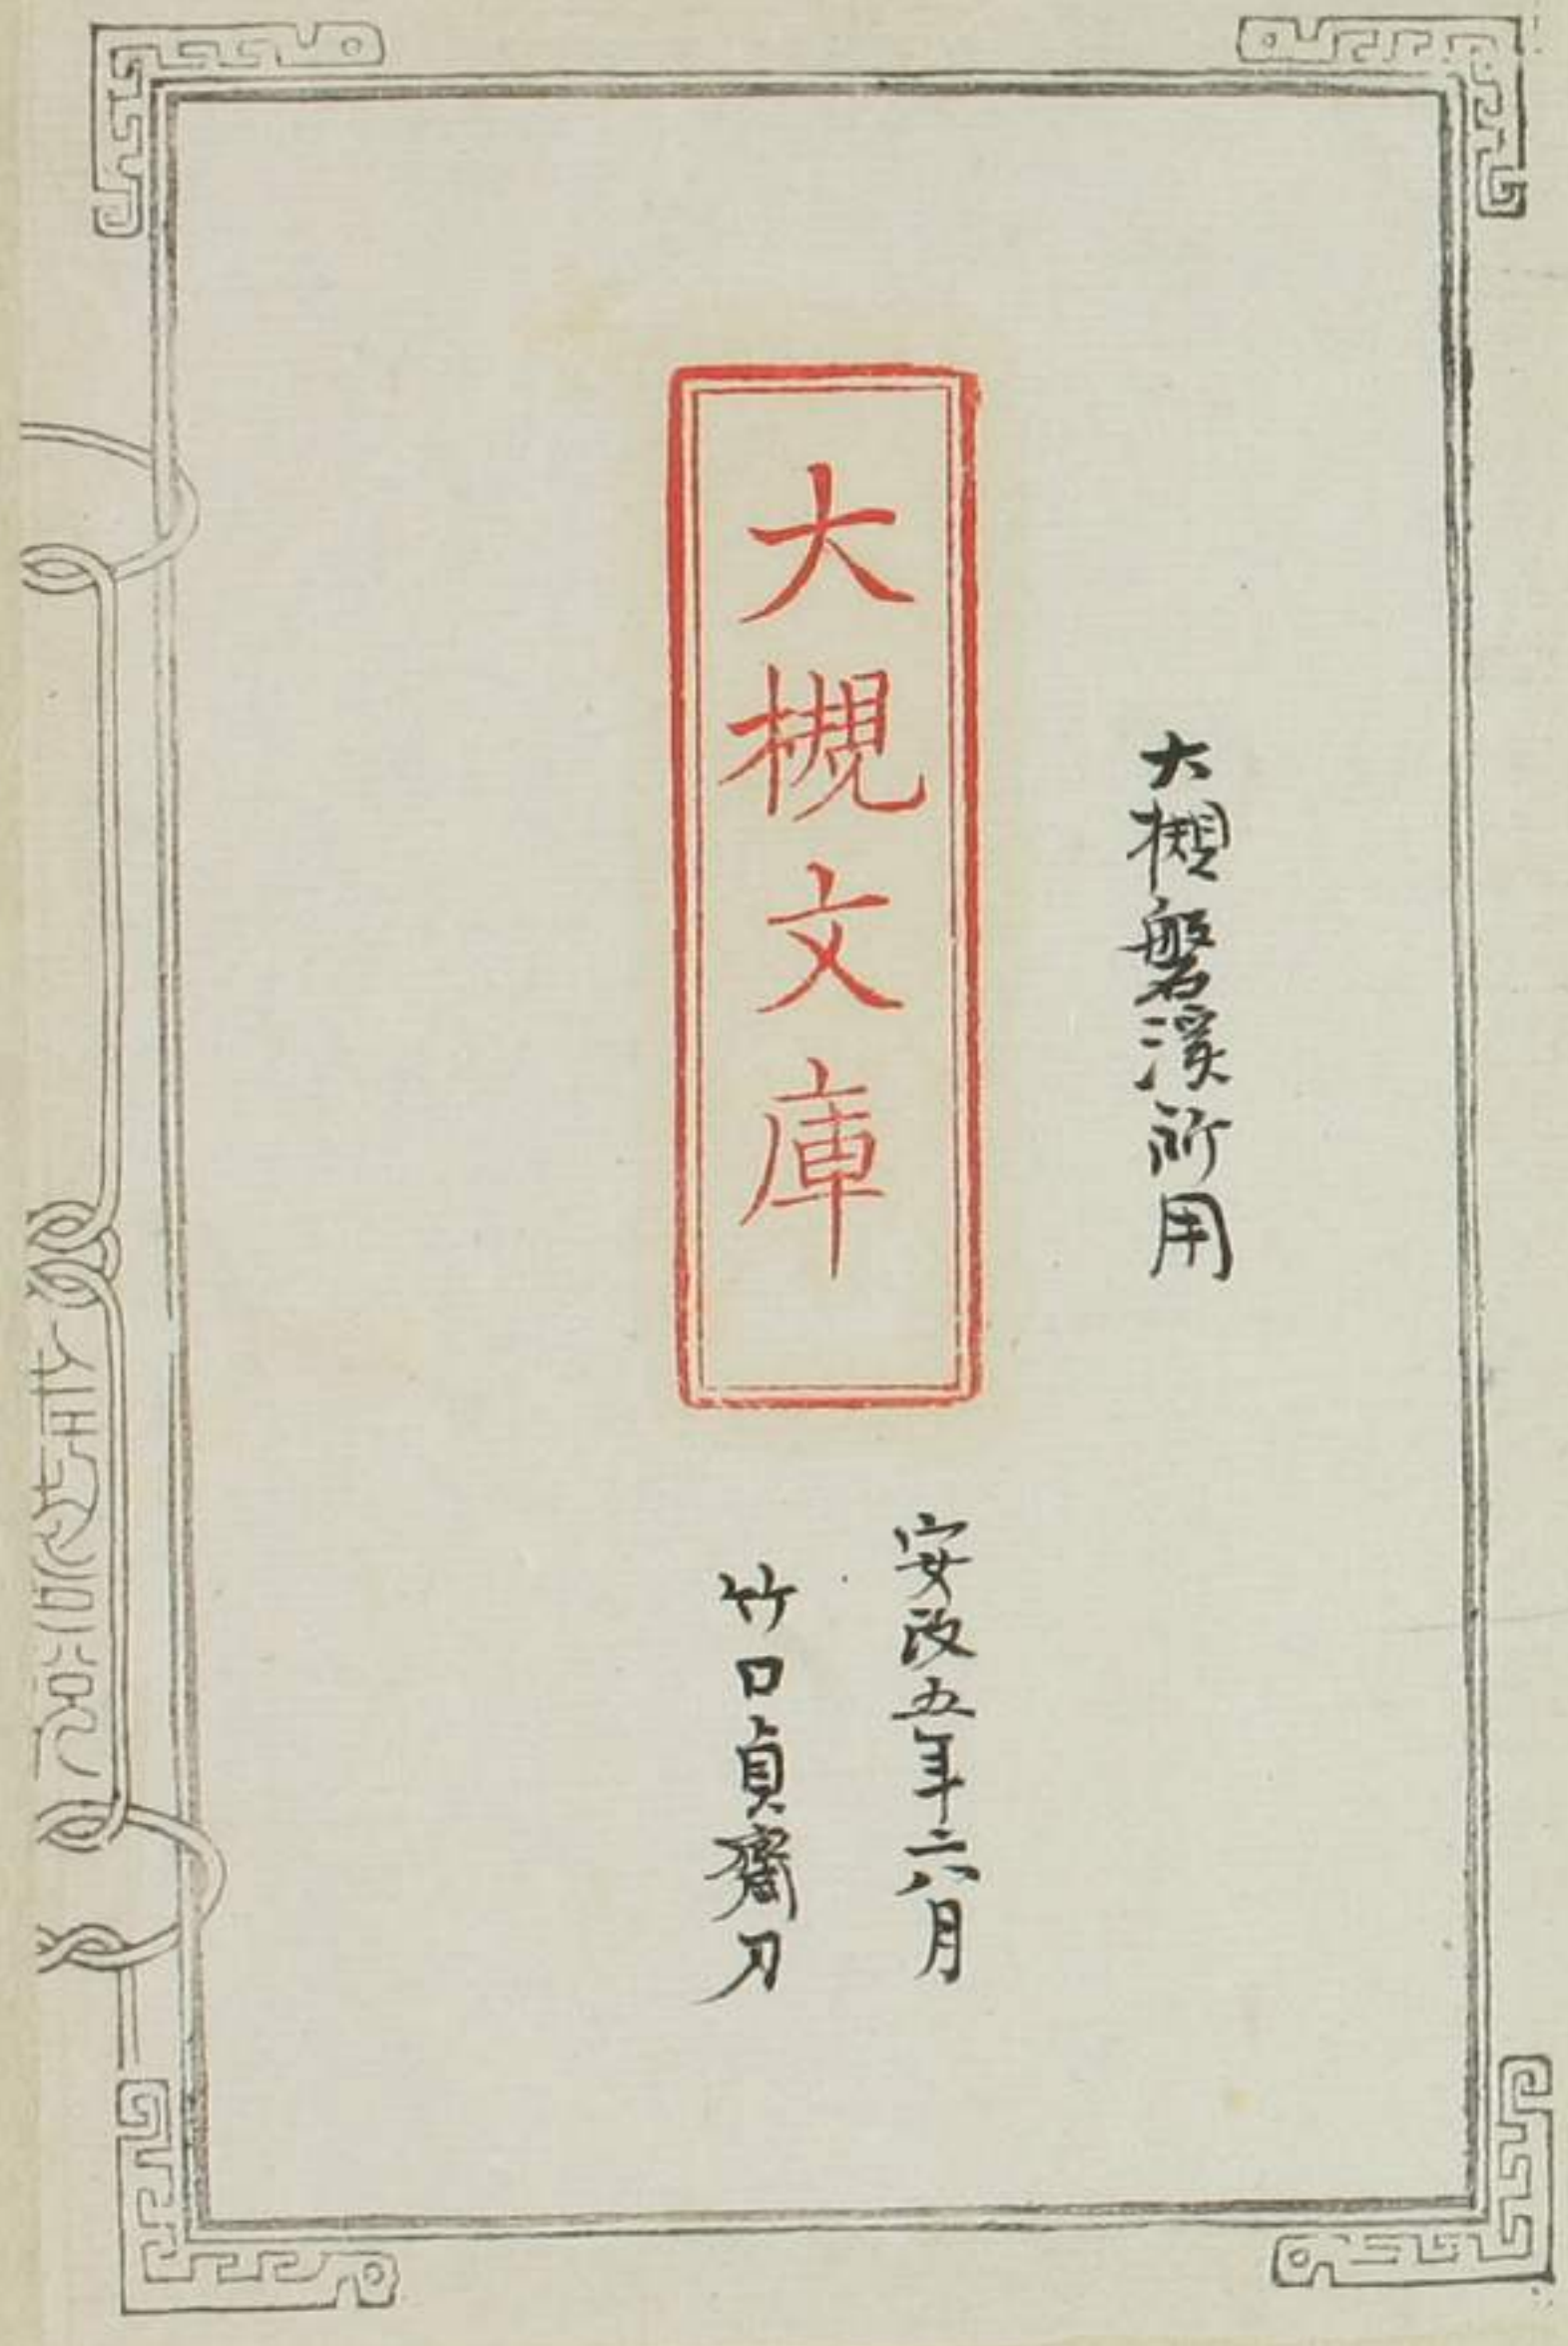 大槻磐溪所用
大槻文庫
安政五年六月
竹口貞齋刀